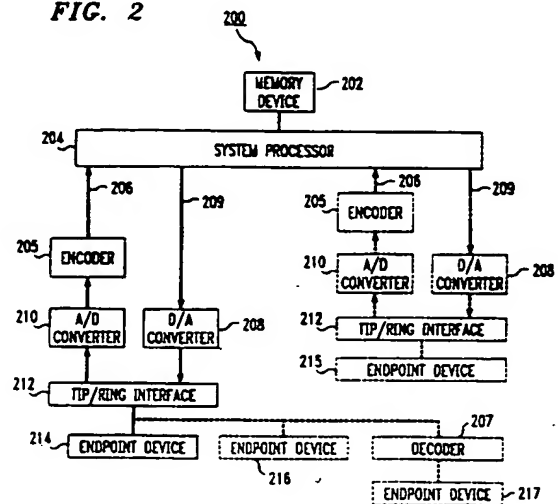 FIG. 2
200
MEMORY
DEVICE
202
204
SYSTEM PROCESSOR
206
209
206
209
205
ENCODER
205
ENCODER
210
A/D
CONVERTER
D/A
CONVERTER
208
210
A/D
CONVERTER
D/A
CONVERTER
208
212
TIP/RING INTERFACE
215
ENDPOINT DEVICE
212
TIP/RING INTERFACE
207
214
ENDPOINT DEVICE
ENDPOINT DEVICE
DECODER
216
ENDPOINT DEVICE
217